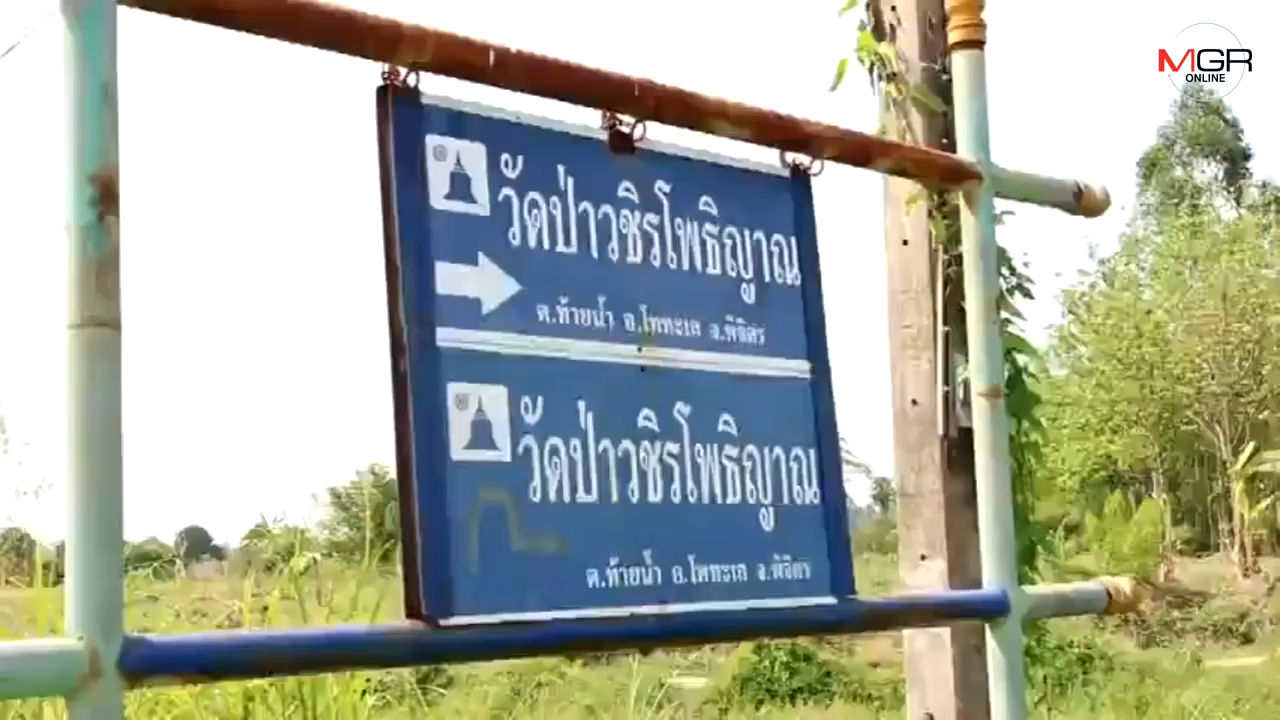 MGR
ONLINE
วัดป่าวชิรโพธิญาณ
ต.ท้ายน้ำ อ.โพทะเล จ.พิจิตร
วัดป่าวชิรโพธิญาณ
ต.ท้ายน้ำ อ.โพทะเล จ.พิจิตร